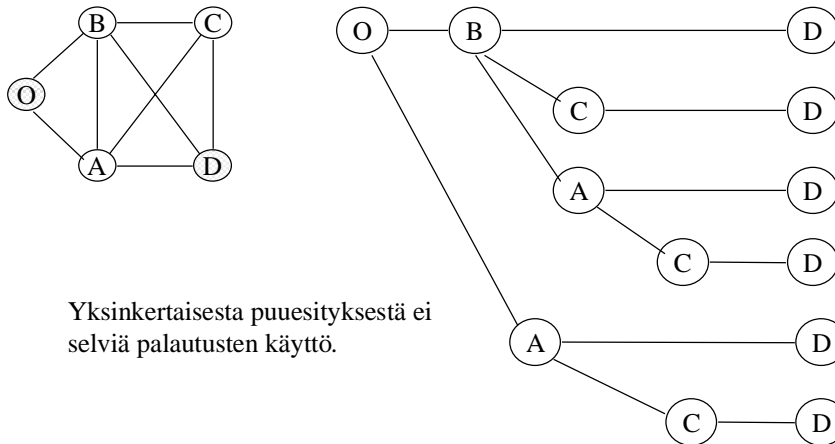 B C O B D
O
C D
A D
A D
C D
Yksinkertaisesta puuesityksestä ei
selviä palautusten käyttö.
A D
C D